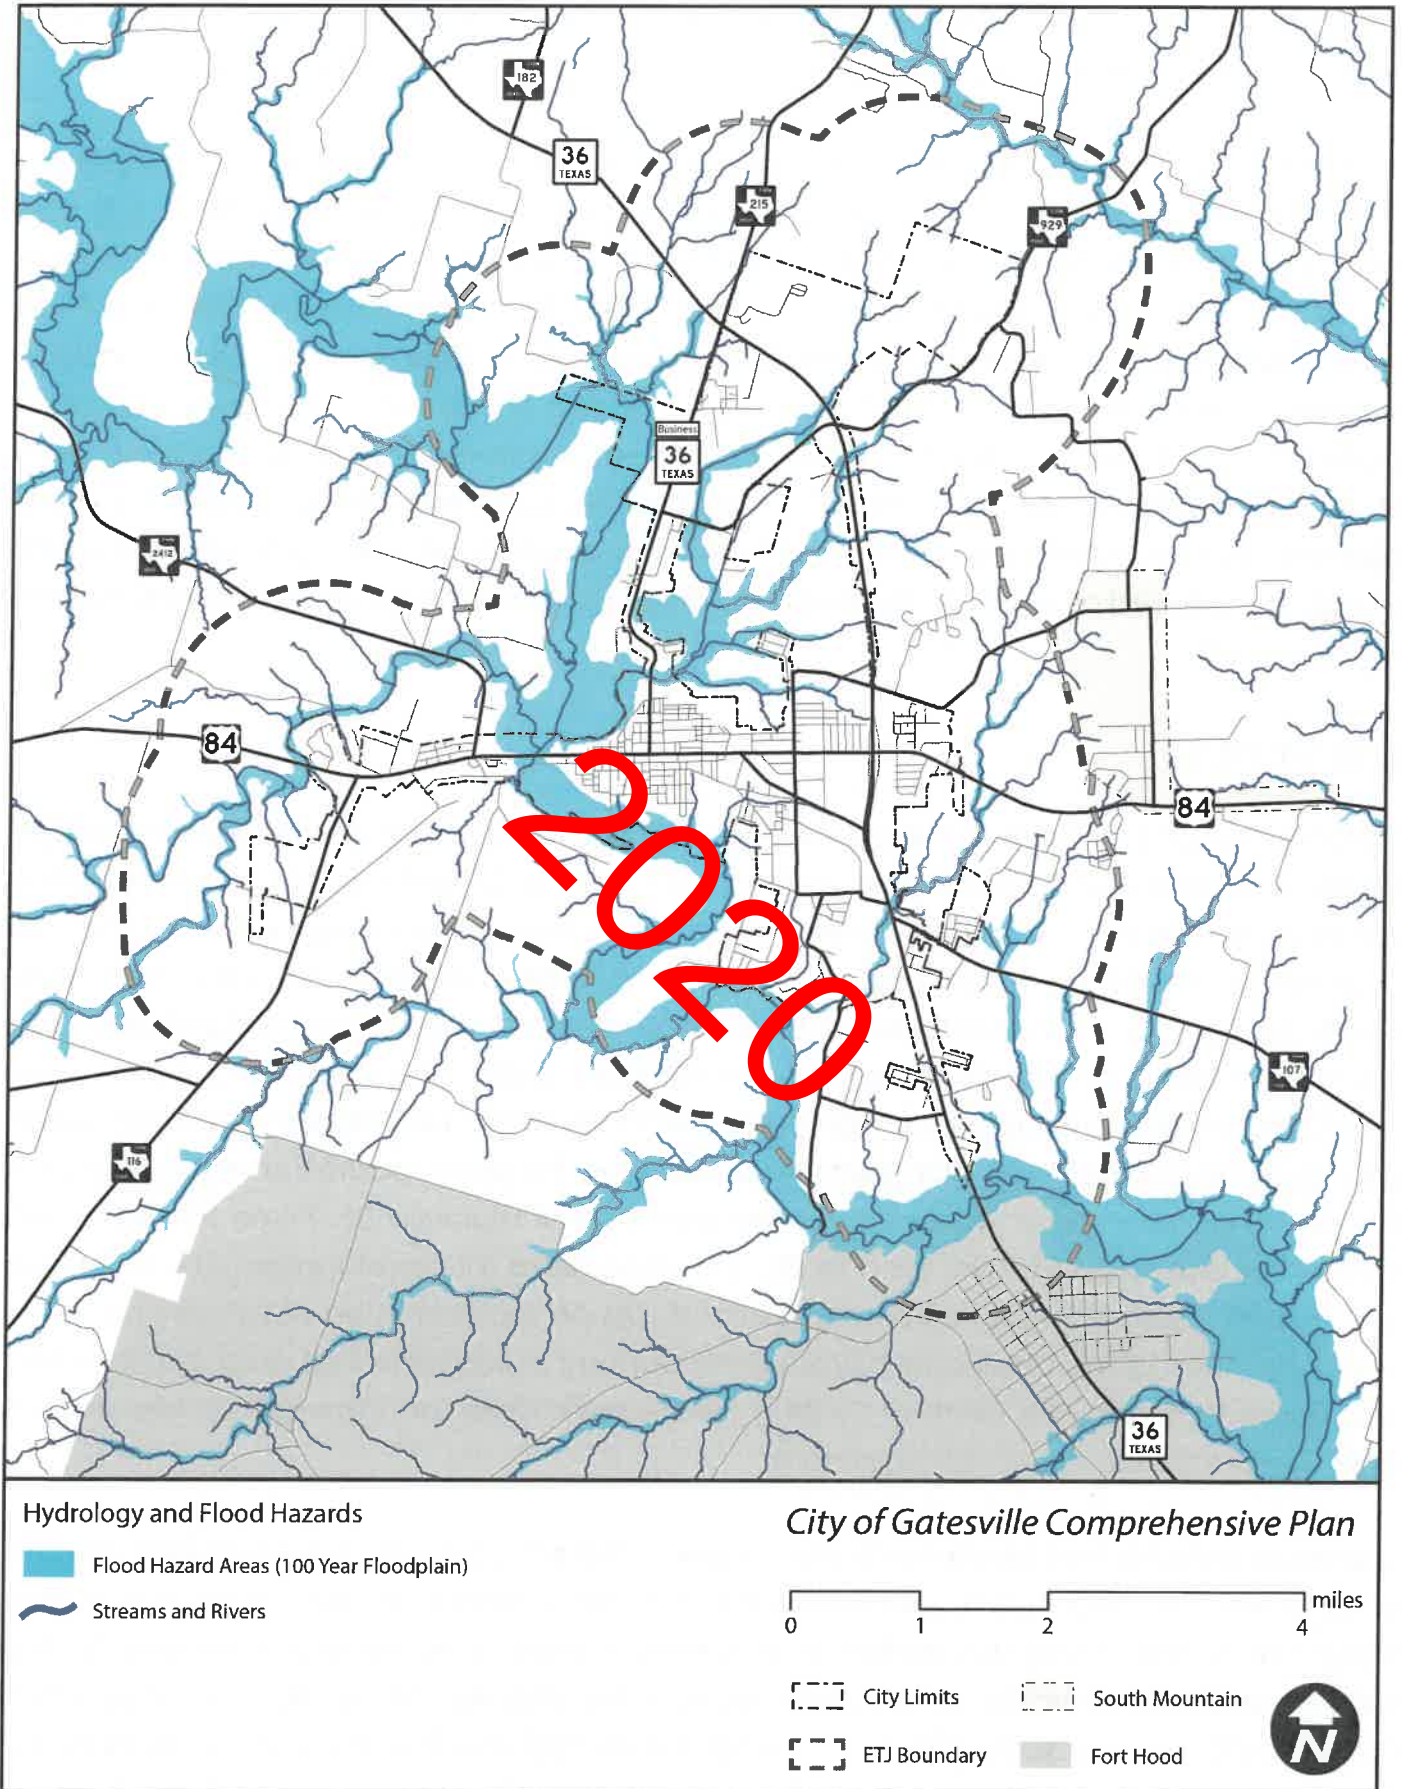 182
36
TEXAS
215
929
Business
36
TEXAS
2412
84
84
2020
107
116
36
TEXAS
Hydrology and Flood Hazards
Flood Hazard Areas (100 Year Floodplain)
Streams and Rivers
City of Gatesville Comprehensive Plan
miles
0 1 2 4
City Limits
South Mountain
ETJ Boundary
Fort Hood
N